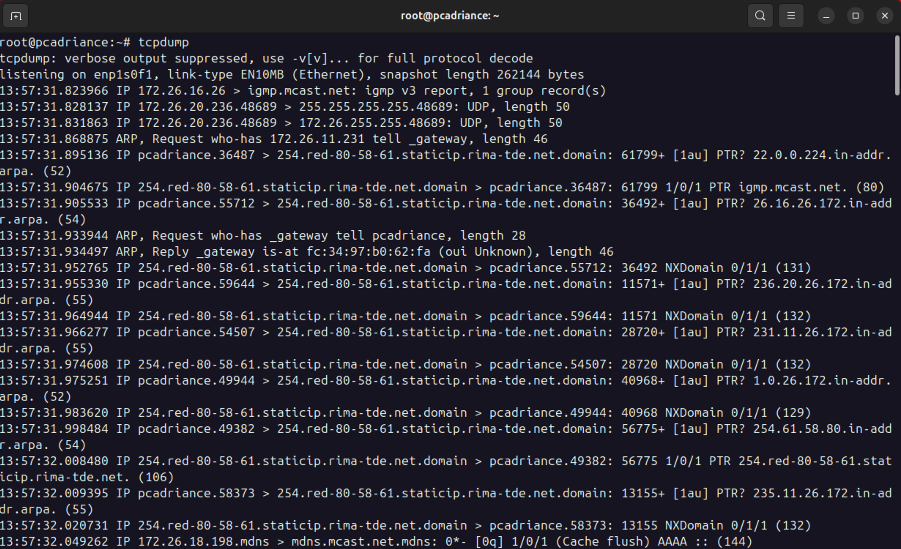 root@pcadriance: ~
root@pcadriance:~# tcpdump
tcpdump: verbose output suppressed, use -v[v]... for full protocol decode
listening on enp1s0f1, link-type EN10MB (Ethernet), snapshot length 262144 bytes
13:57:31.823966 IP 172.26.16.26 > igmp.mcast.net: igmp v3 report, 1 group record(s)
13:57:31.828137 IP 172.26.20.236.48689 > 255.255.255.255.48689: UDP, length 50
13:57:31.831863 IP 172.26.20.236.48689 > 172.26.255.255.48689: UDP, length 50
13:57:31.868875 ARP, Request who-has 172.26.11.231 tell _gateway, length 46
13:57:31.895136 IP pcadriance.36487 > 254.red-80-58-61.staticip.rima-tde.net.domain: 61799+ [1au] PTR? 22.0.0.224.in-addr.
arpa. (52)
13:57:31.904675 IP 254.red-80-58-61.staticip.rima-tde.net.domain > pcadriance.36487: 61799 1/0/1 PTR igmp.mcast.net. (80)
13:57:31.905533 IP pcadriance.55712 > 254.red-80-58-61.staticip.rima-tde.net.domain: 36492+ [1au] PTR? 26.16.26.172.in-add
r.arpa. (54)
13:57:31.933944 ARP, Request who-has _gateway tell pcadriance, length 28
13:57:31.934497 ARP, Reply _gateway is-at fc:34:97:b0:62:fa (oui Unknown), length 46
13:57:31.952765 IP 254.red-80-58-61.staticip.rima-tde.net.domain > pcadriance.55712: 36492 NXDomain 0/1/1 (131)
13:57:31.955330 IP pcadriance.59644 > 254.red-80-58-61.staticip.rima-tde.net.domain: 11571+ [1au] PTR? 236.20.26.172.in-ad
dr.arpa. (55)
13:57:31.964944 IP 254.red-80-58-61.staticip.rima-tde.net.domain > pcadriance.59644: 11571 NXDomain 0/1/1 (132)
13:57:31.966277 IP pcadriance.54507 > 254.red-80-58-61.staticip.rima-tde.net.domain: 28720+ [1au] PTR? 231.11.26.172.in-ad
dr.arpa. (55)
13:57:31.974608 IP 254.red-80-58-61.staticip.rima-tde.net.domain > pcadriance.54507: 28720 NXDomain 0/1/1 (132)
13:57:31.975251 IP pcadriance.49944 > 254.red-80-58-61.staticip.rima-tde.net.domain: 40968+ [1au] PTR? 1.0.26.172.in-addr.
arpa. (52)
13:57:31.983620 IP 254.red-80-58-61.staticip.rima-tde.net.domain > pcadriance.49944: 40968 NXDomain 0/1/1 (129)
13:57:31.998484 IP pcadriance.49382 > 254.red-80-58-61.staticip.rima-tde.net.domain: 56775+ [1au] PTR? 254.61.58.80.in-add
r.arpa. (54)
13:57:32.008480 IP 254.red-80-58-61.staticip.rima-tde.net.domain > pcadriance.49382: 56775 1/0/1 PTR 254.red-80-58-61.stat
icip.rima-tde.net. (106)
13:57:32.009395 IP pcadriance.58373 > 254.red-80-58-61.staticip.rima-tde.net.domain: 13155+ [1au] PTR? 235.11.26.172.in-ad
dr.arpa. (55)
13:57:32.020731 IP 254.red-80-58-61.staticip.rima-tde.net.domain > pcadriance.58373: 13155 NXDomain 0/1/1 (132)
13:57:32.049262 IP 172.26.18.198.mdns > mdns.mcast.net.mdns: 0*- [0q] 1/0/1 (Cache flush) AAAA :: (144)